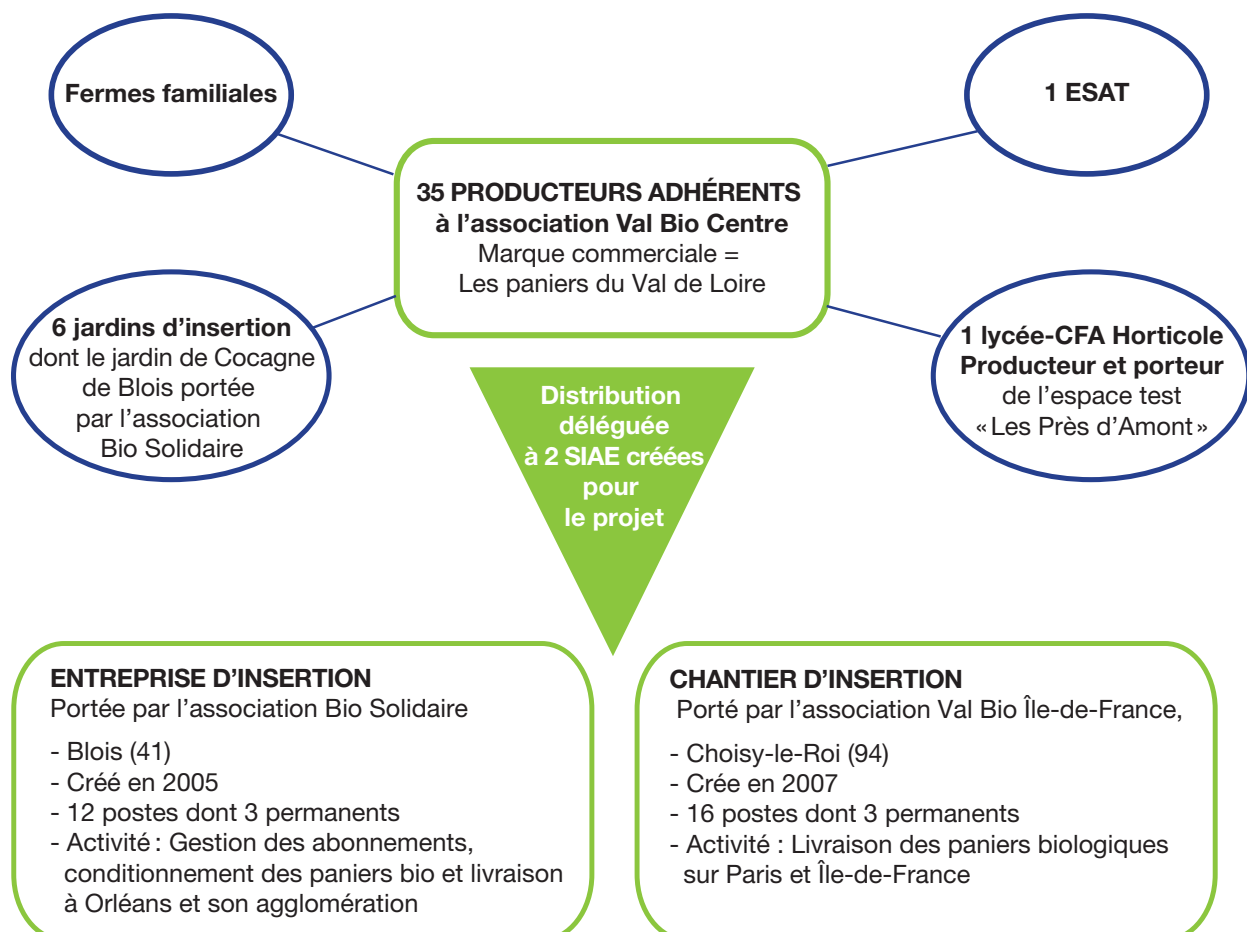 Fermes familiales
1 ESAT
35 PRODUCTEURS ADHÉRENTS
à l'association Val Bio Centre
Marque commerciale =
Les paniers du Val de Loire
6 jardins d'insertion
dont le jardin de Cocagne
de Blois portée
par l'association
Bio Solidaire
1 lycée-CFA Horticole
Producteur et porteur
de l'espace test
« Les Près d'Amont »
Distribution
déléguée
à 2 SIAE créées
pour
le projet
ENTREPRISE D'INSERTION
Portée par l'association Bio Solidaire
- Blois (41)
- Créé en 2005
- 12 postes dont 3 permanents
- Activité : Gestion des abonnements,
conditionnement des paniers bio et livraison
à Orléans et son agglomération
CHANTIER D'INSERTION
Porté par l'association Val Bio Île-de-France,
- Choisy-le-Roi (94)
- Crée en 2007
- 16 postes dont 3 permanents
- Activité : Livraison des paniers biologiques
sur Paris et Île-de-France